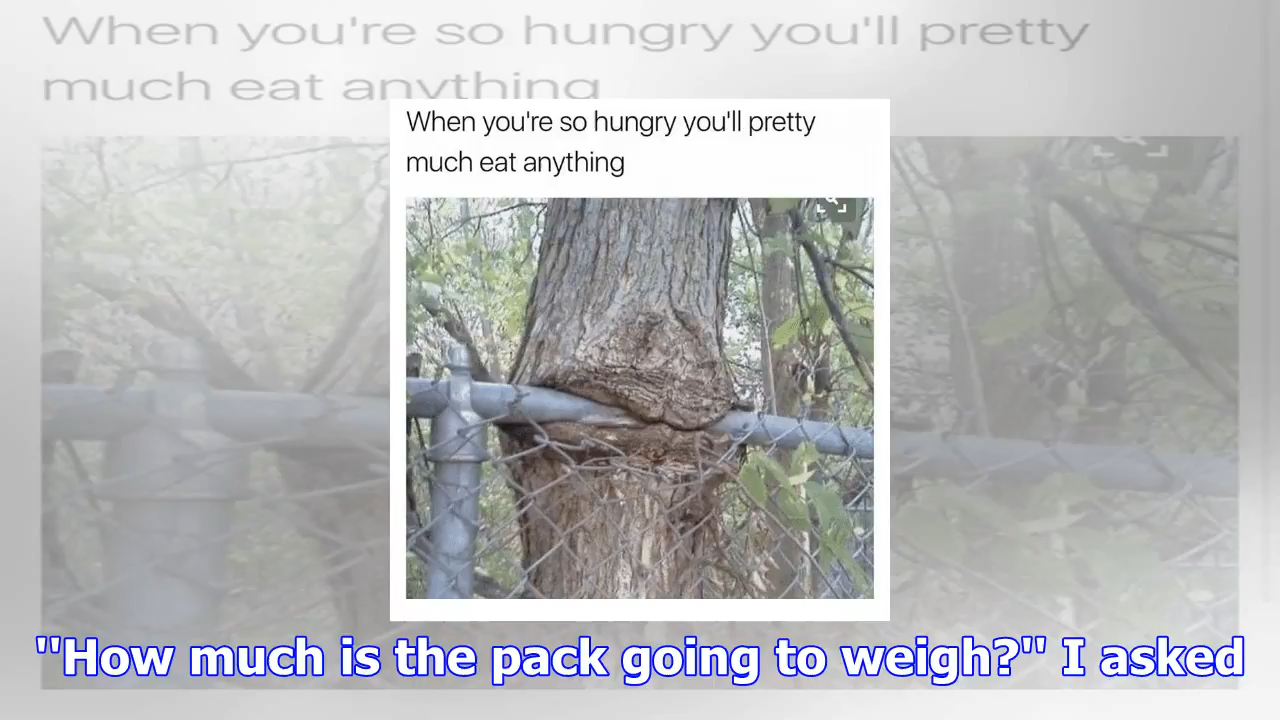 When you're so hungry you'll pretty
much eat anything
When you're so hungry you'll pretty
much eat anything
"How much is the pack going to weigh?" I asked